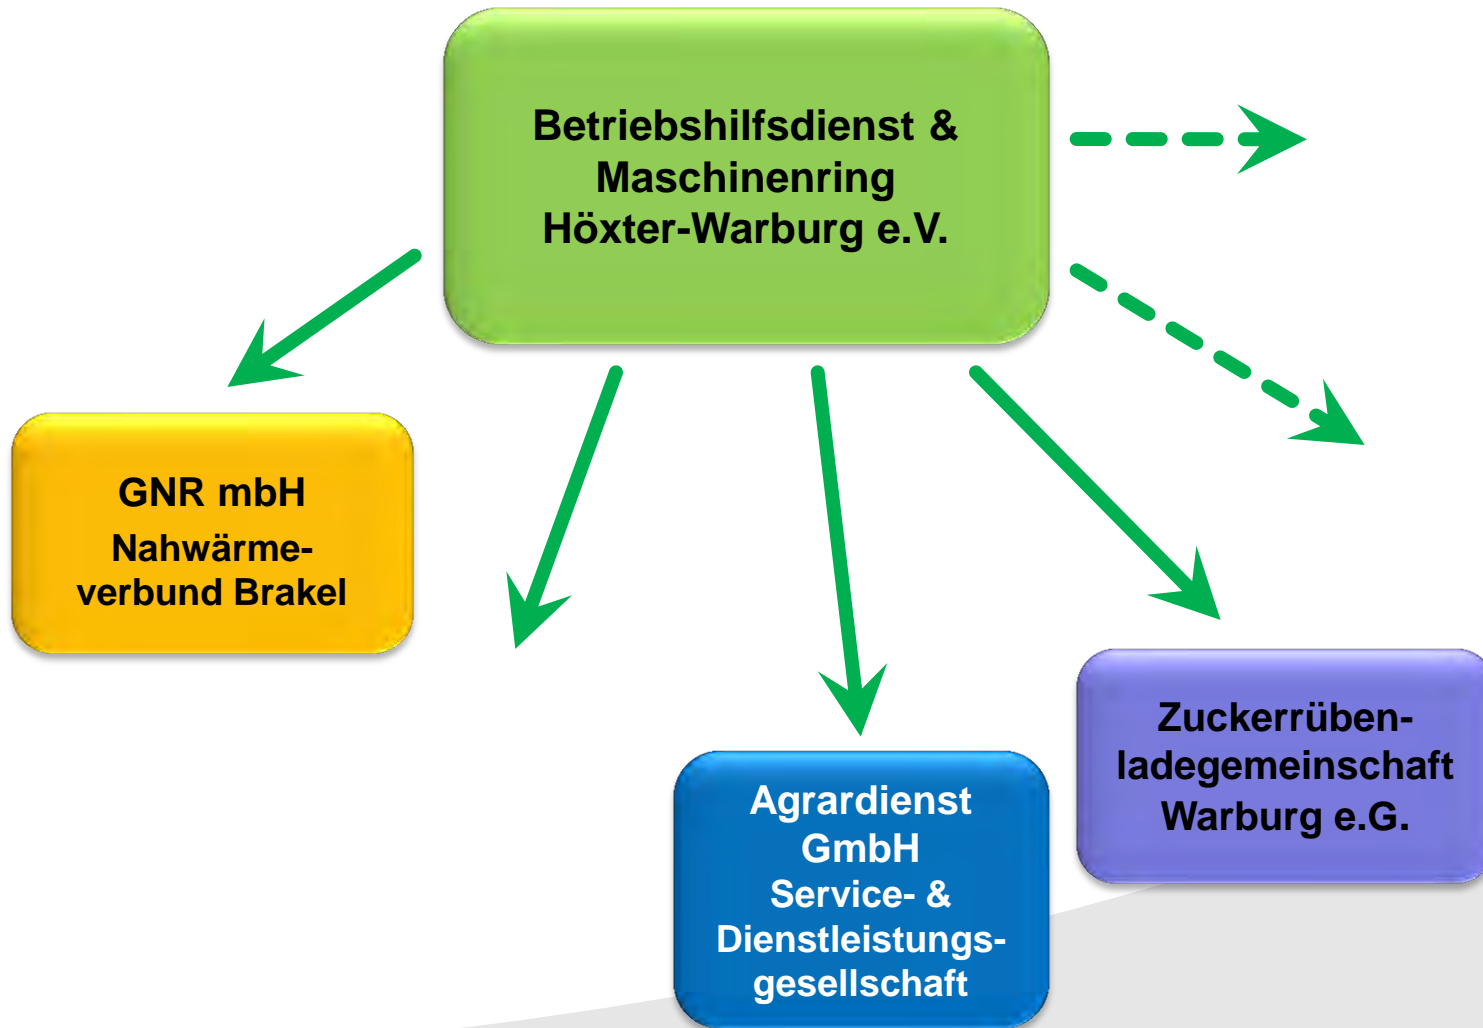 Betriebshilfsdienst &
Maschinenring
Höxter-Warburg e.V.
GNR mbH
Nahwärme-
verbund Brakel
Agrardienst
GmbH
Service- &
Dienstleistungs-
gesellschaft
Zuckerrüben-
ladegemeinschaft
Warburg e.G.